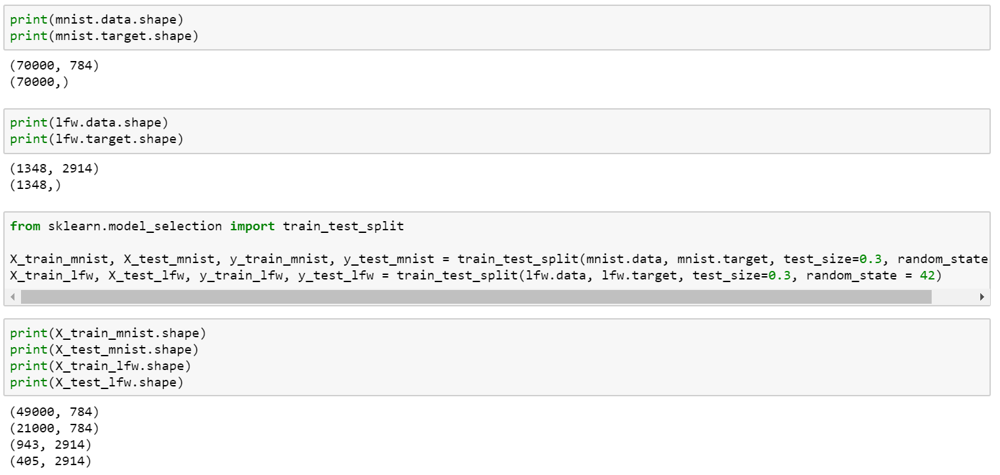 print(mnist.data.shape)
print(mnist.target.shape)
(70000, 784)
(70000,)
print(lfw.data.shape)
print(lfw.target.shape)
(1348, 2914)
(1348,)
from sklearn.model_selection import train_test_split
X_train_mnist, X_test_mnist, y_train_mnist, y_test_mnist = train_test_split(mnist.data, mnist.target, test_size=0.3, random_state
X_train_lfw, X_test_lfw, y_train_lfw, y_test_lfw = train_test_split(lfw.data, lfw.target, test_size=0.3, random_state = 42)
print(X_train_mnist.shape)
print(X_test_mnist.shape)
print(X_train_lfw.shape)
print(X_test_lfw.shape)
(49000, 784)
(21000, 784)
(943, 2914)
(405, 2914)